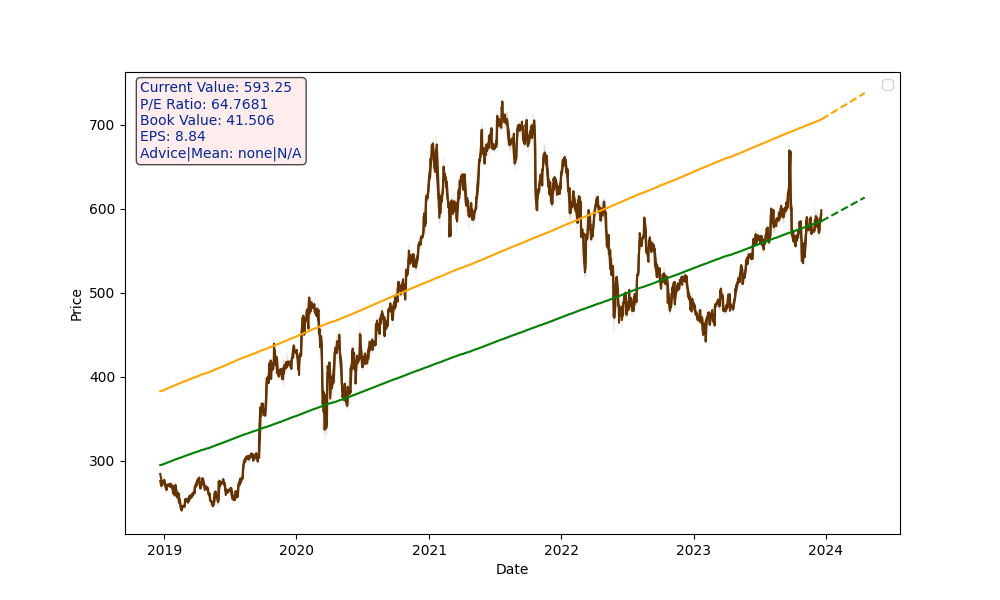 Current Value: 593.25
P/E Ratio: 64.7681
Book Value: 41.506
EPS: 8.84
Advice|Mean: none|N/A
Price
700
600
500
400
300
2019 2020 2021 2022 2023 2024
Date